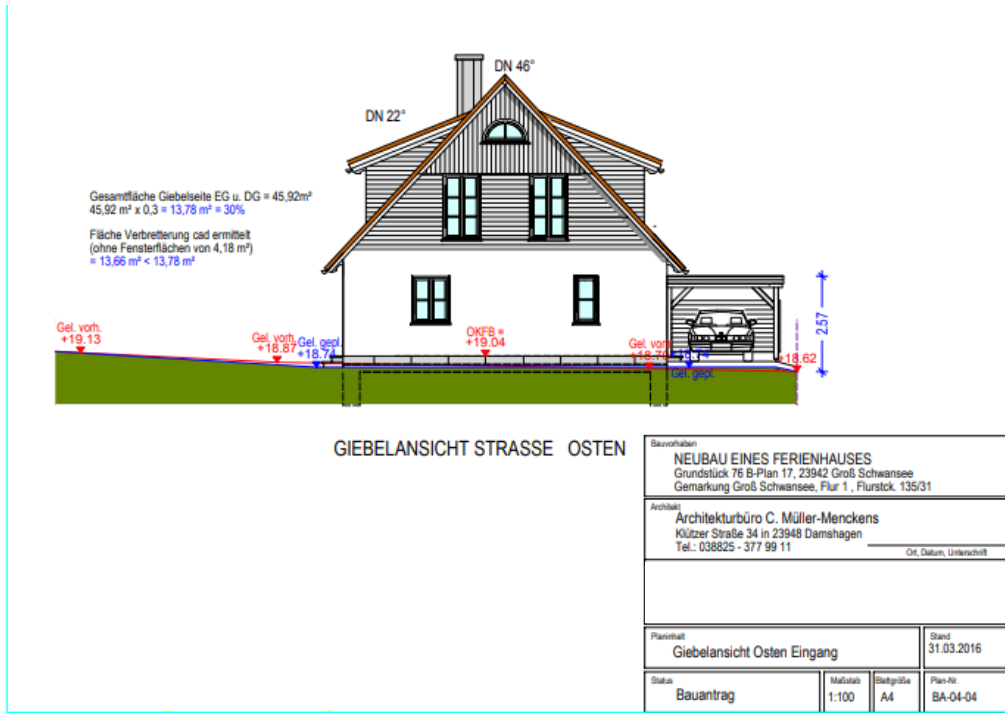 DN 46°
DN 22°
Gesamtfläche Giebelseite EG u. DG = 45,92m²
45,92 m² x 0,3 = 13,78 m² = 30%
Fläche Verbretterung cad ermittelt
(ohne Fensterflächen von 4,18 m²)
= 13,66 m² < 13,78 m²
2.57
Gel. vorh.
+19.13
Gel. vorh.
+18.87
Gel. gepl.
OKFB =
+19.04
Gel. vorh.
+18.62
Gel. gepl.
GIEBELANSICHT STRASSE OSTEN
Bauvorhaben
NEUBAU EINES FERIENHAUSES
Grundstück 76 B-Plan 17, 23942 Groß Schwansee
Gemarkung Groß Schwansee, Flur 1 , Flurstck. 135/31
Architekt
Architekturbüro C. Müller-Menckens
Klützer Straße 34 in 23948 Damshagen
Tel.: 038825 - 377 99 11
Ort, Datum, Unterschrift
Planinhalt
Giebelansicht Osten Eingang
Stand
31.03.2016
Status
Bauantrag
Maßstab
1:100
Blattgröße
A4
Plan-Nr.
BA-04-04